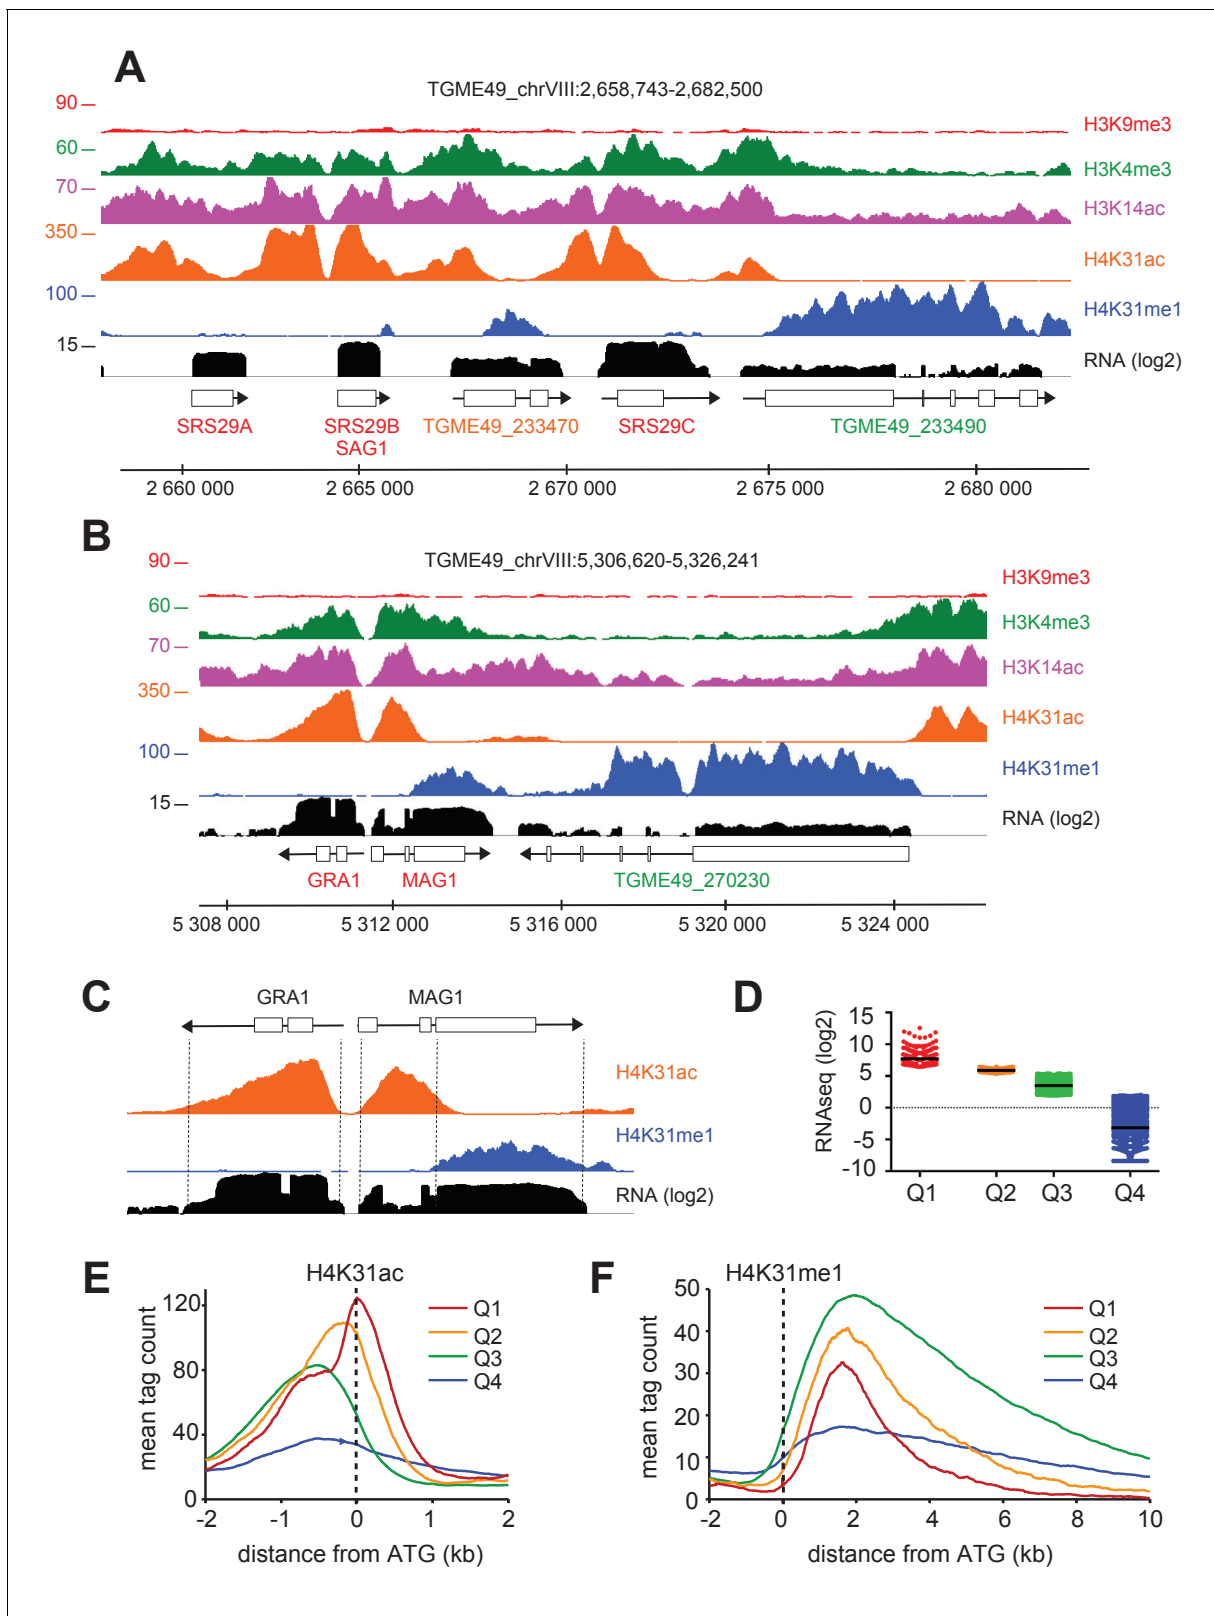 A
TGME49_chrVIII:2,658,743-2,682,500
90
H3K9me3
60
H3K4me3
70
H3K14ac
350
H4K31ac
100
H4K31me1
15
RNA (log2)
SRS29A
SRS29B
SAG1
TGME49_233470
SRS29C
TGME49_233490
2 660 000
2 665 000
2 670 000
2 675 000
2 680 000
B
TGME49_chrVIII:5,306,620-5,326,241
90
H3K9me3
60
H3K4me3
70
H3K14ac
350
H4K31ac
100
H4K31me1
15
RNA (log2)
GRA1
MAG1
TGME49_270230
5 308 000
5 312 000
5 316 000
5 320 000
5 324 000
C
GRA1
MAG1
H4K31ac
H4K31me1
RNA (log2)
D
RNAseq (log2)
15
10
5
0
-5
-10
Q1
Q2
Q3
Q4
E
H4K31ac
mean tag count
120
80
40
0
Q1
Q2
Q3
Q4
-2
-1
0
1
2
distance from ATG (kb)
F
H4K31me1
mean tag count
50
40
30
20
10
0
Q1
Q2
Q3
Q4
-2
0
2
4
6
8
10
distance from ATG (kb)